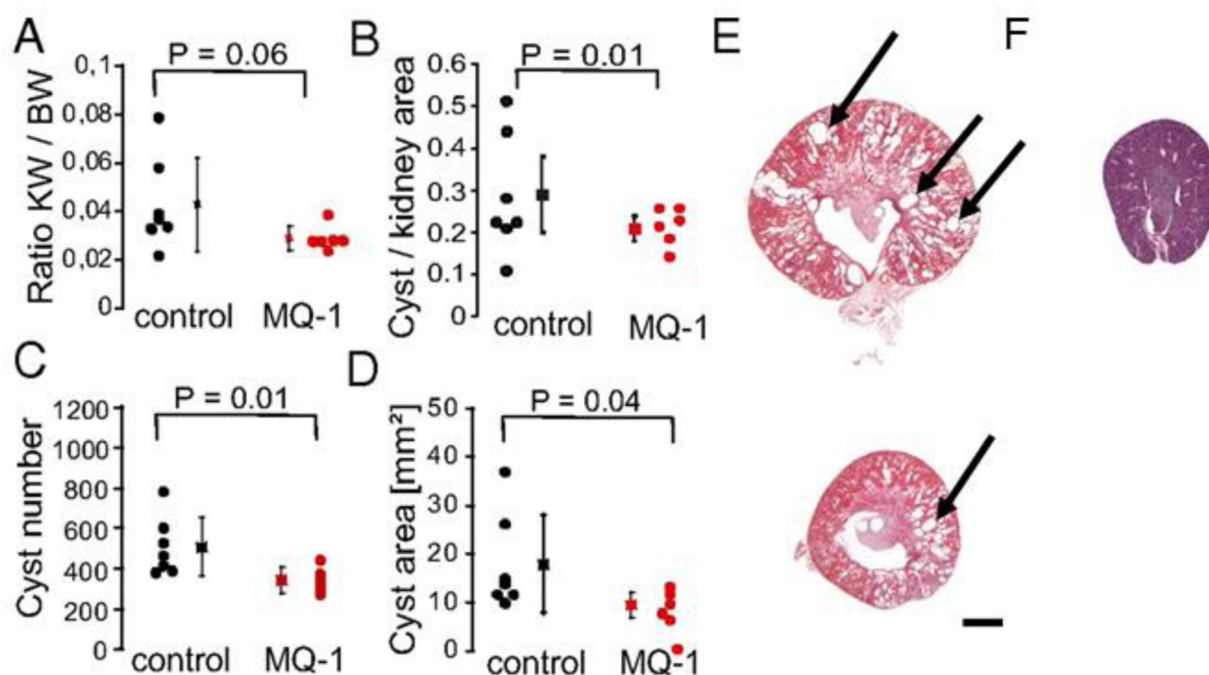 A
P = 0.06
Ratio KW / BW
0,1
0.08
0.06
0.04
0,02
0
control
MQ-1
B
P = 0.01
Cyst / kidney area
0.6
0.5
0.4
0.3
0.2
0.1
0
control
MQ-1
E
F
C
P = 0.01
Cyst number
1200
1000
800
600
400
200
0
control
MQ-1
D
P = 0.04
Cyst area [mm²]
50
40
30
20
10
0
control
MQ-1